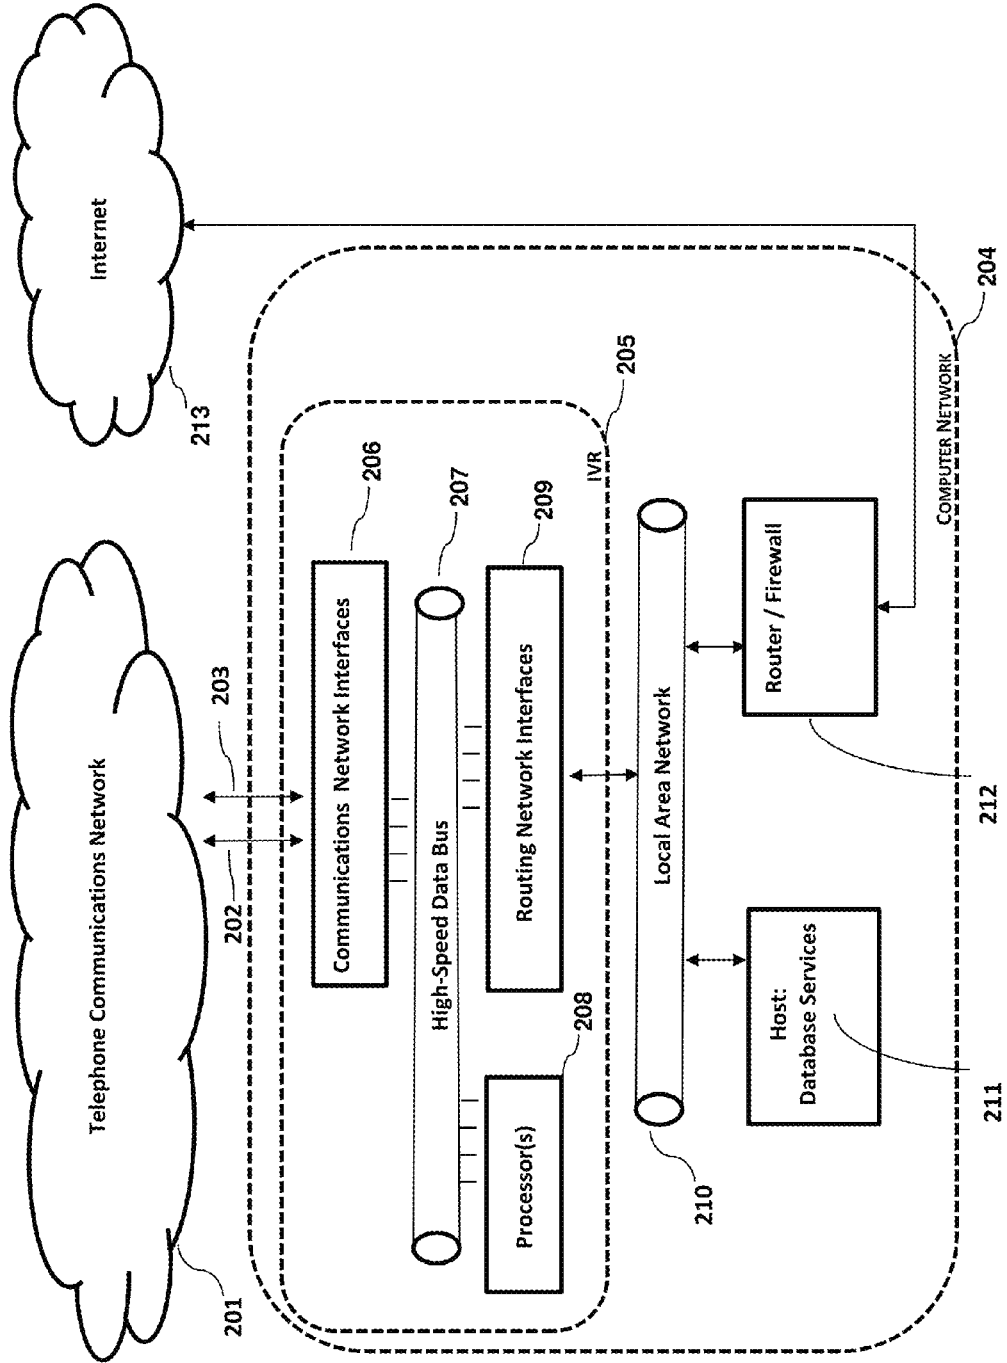 Telephone Communications Network
Internet
201
202
203
213
Communications Network Interfaces
206
High-Speed Data Bus
207
Processor(s)
208
Routing Network Interfaces
209
IVR
205
Local Area Network
210
Host:
Database Services
211
Router / Firewall
212
COMPUTER NETWORK
204